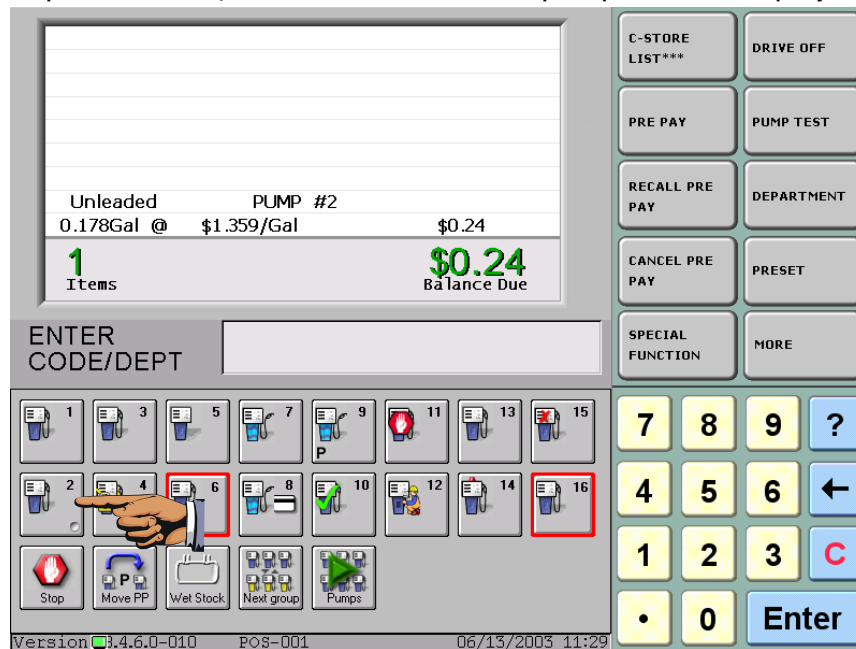 Unleaded PUMP #2
0.178Gal @ $1.359/Gal $0.24
1 $0.24
Items Balance Due
ENTER
CODE/DEPT
C-STORE
LIST***
DRIVE OFF
PRE PAY
PUMP TEST
RECALL PRE
PAY
DEPARTMENT
CANCEL PRE
PAY
PRESET
SPECIAL
FUNCTION
MORE
1 3 5 7 9 11 13 15
P
2 4 6 8 10 12 14 16
P
Stop Move PP Wet Stock Next group Pumps
7 8 9 ?
4 5 6 ←
1 2 3 C
• 0 Enter
Version 3.4.6.0-010 POS-001 06/13/2003 11:29